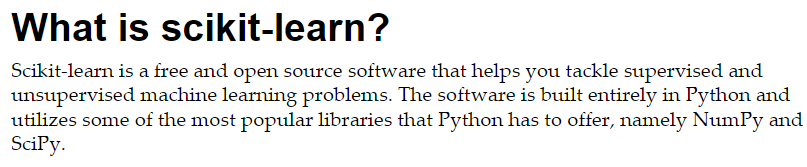 What is scikit-learn?
Scikit-learn is a free and open source software that helps you tackle supervised and
unsupervised machine learning problems. The software is built entirely in Python and
utilizes some of the most popular libraries that Python has to offer, namely NumPy and
SciPy.